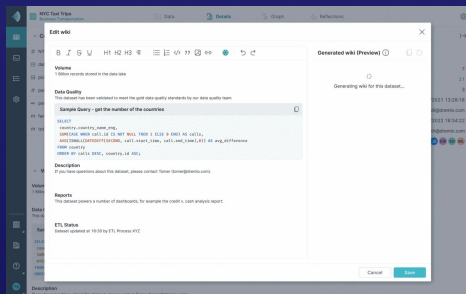 NYC Taxi Trips
Business Transportation
Data
Details
Graph
Reflections
Edit wiki
B I S U H1 H2 H3
Generated wiki (Preview)
Volume
1 Billion records stored in the data lake
Generating wiki for this dataset...
Data Quality
This dataset has been validated to meet the gold data quality standards by our data quality team
Sample Query - get the number of the countries
SELECT
country.country_name_eng,
SUM(CASE WHEN call.id IS NOT NULL THEN 1 ELSE 0 END) AS calls,
AVG(ISNULL(DATEDIFF(SECOND, call.start_time, call.end_time),0)) AS avg_difference
FROM country
ORDER BY calls DESC, country.id ASC;
Description
If you have questions about this dataset, please contact Tomer (tomer@dremio.com)
Reports
This dataset powers a number of dashboards, for example the credit v. cash analysis report
ETL Status
Dataset updated at 16:30 by ETL Process XYZ
Cancel
Save
Description